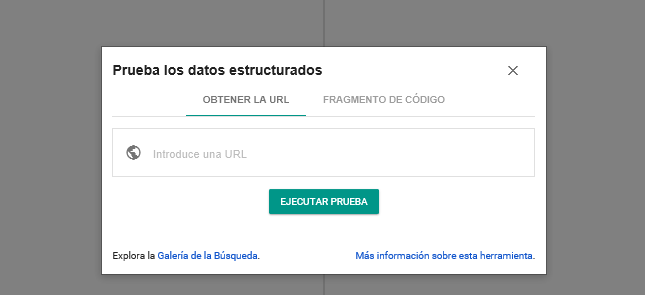 Prueba los datos estructurados
OBTENER LA URL FRAGMENTO DE CÓDIGO
Introduce una URL
EJECUTAR PRUEBA
Explora la Galería de la Búsqueda. Más información sobre esta herramienta.